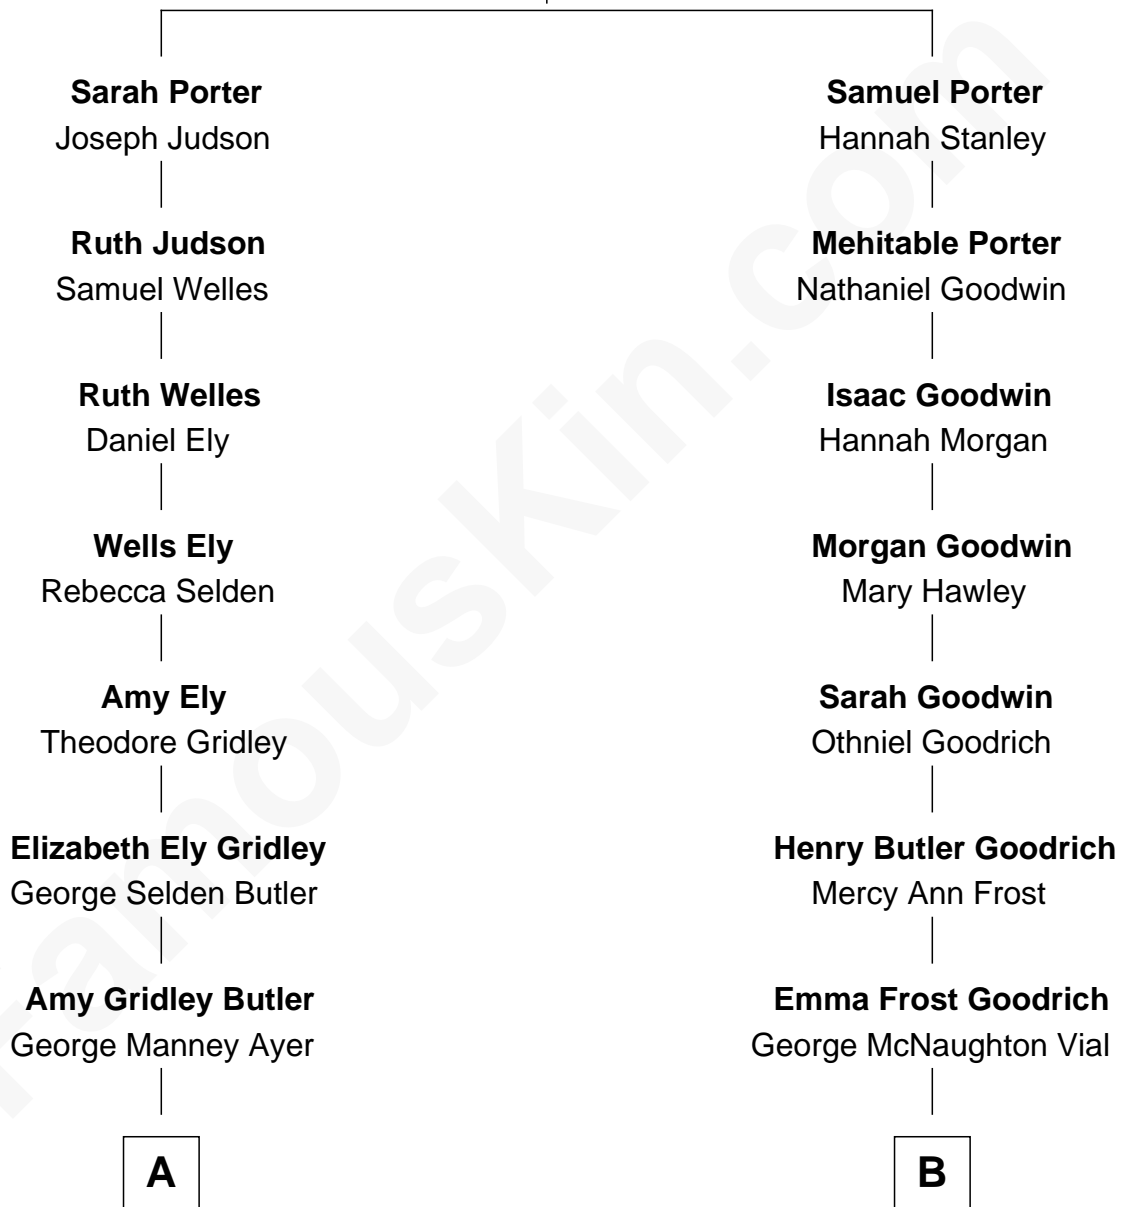 Sarah Porter
Joseph Judson
Ruth Judson
Samuel Welles
Ruth Welles
Daniel Ely
Wells Ely
Rebecca Selden
Amy Ely
Theodore Gridley
Elizabeth Ely Gridley
George Selden Butler
Amy Gridley Butler
George Manney Ayer
A
Samuel Porter
Hannah Stanley
Mehitable Porter
Nathaniel Goodwin
Isaac Goodwin
Hannah Morgan
Morgan Goodwin
Mary Hawley
Sarah Goodwin
Othniel Goodrich
Henry Butler Goodrich
Mercy Ann Frost
Emma Frost Goodrich
George McNaughton Vial
B
FamousKin.com